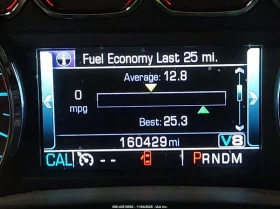 Fuel Economy Last 25 mi.
Average: 12.8
0
mpg
Best: 25.3
160429mi
V8
CAL -- PRNDM